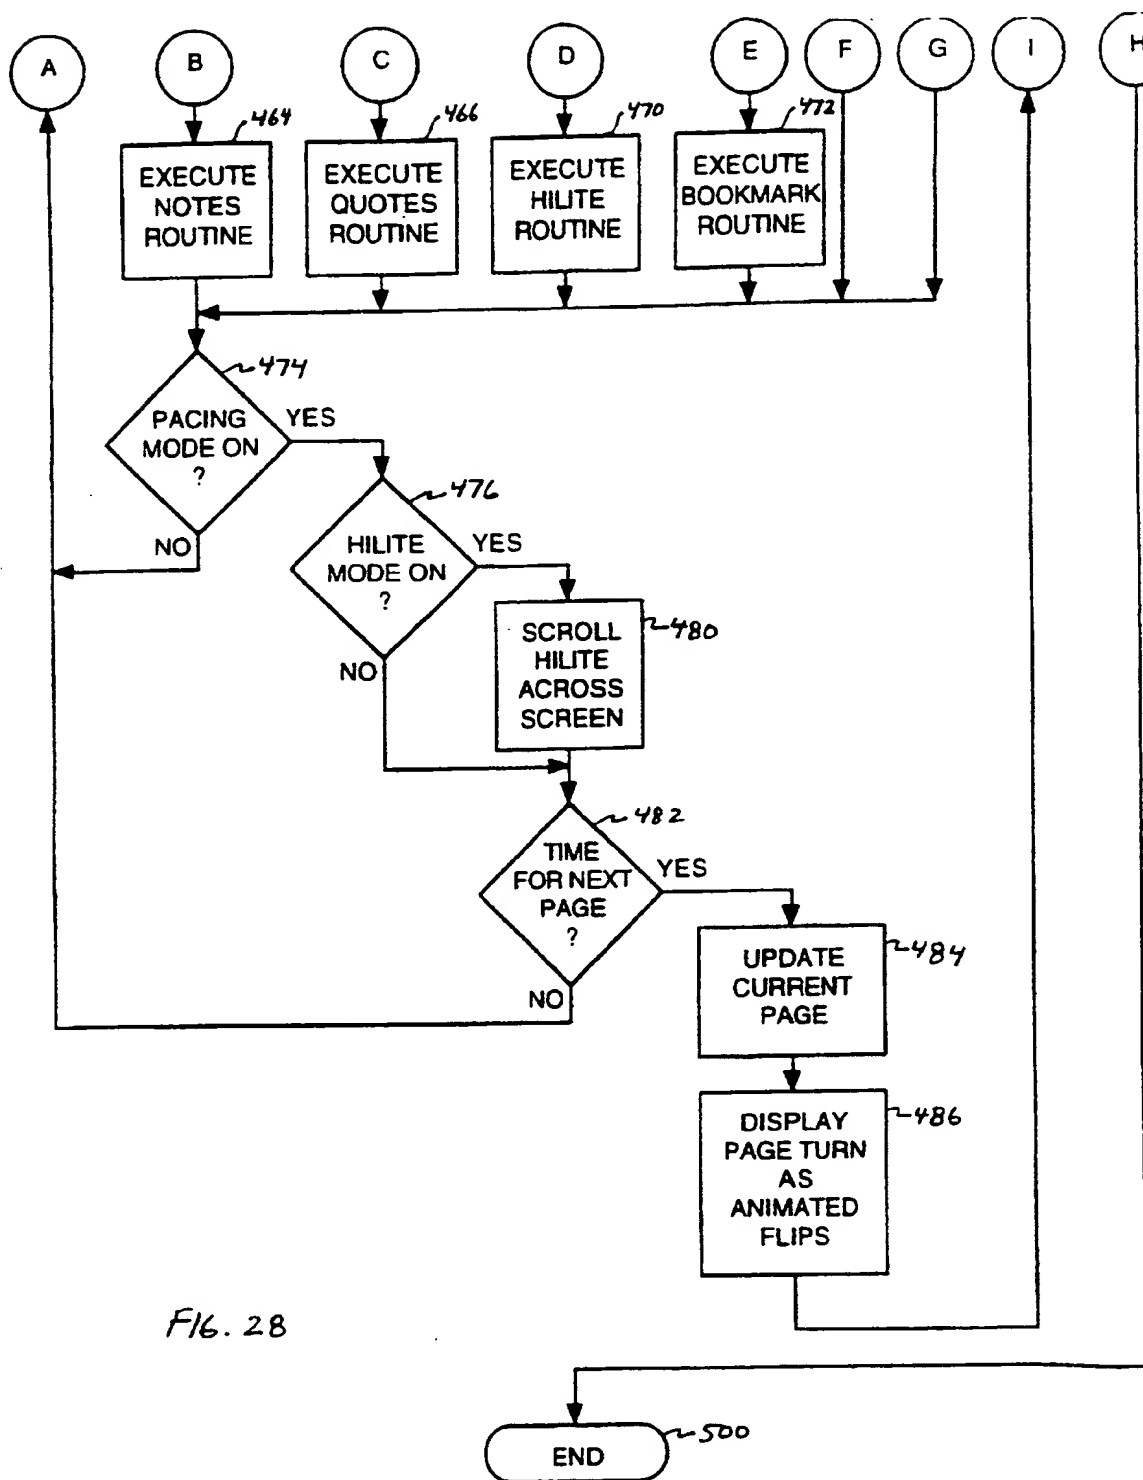 A
B
C
D
E
F
G
I
H
464
466
470
472
EXECUTE
NOTES
ROUTINE
EXECUTE
QUOTES
ROUTINE
EXECUTE
HILITE
ROUTINE
EXECUTE
BOOKMARK
ROUTINE
474
PACING
MODE ON
?
YES
NO
476
HILITE
MODE ON
?
YES
NO
480
SCROLL
HILITE
ACROSS
SCREEN
482
TIME
FOR NEXT
PAGE
?
YES
NO
484
UPDATE
CURRENT
PAGE
486
DISPLAY
PAGE TURN
AS
ANIMATED
FLIPS
FIG. 28
500
END